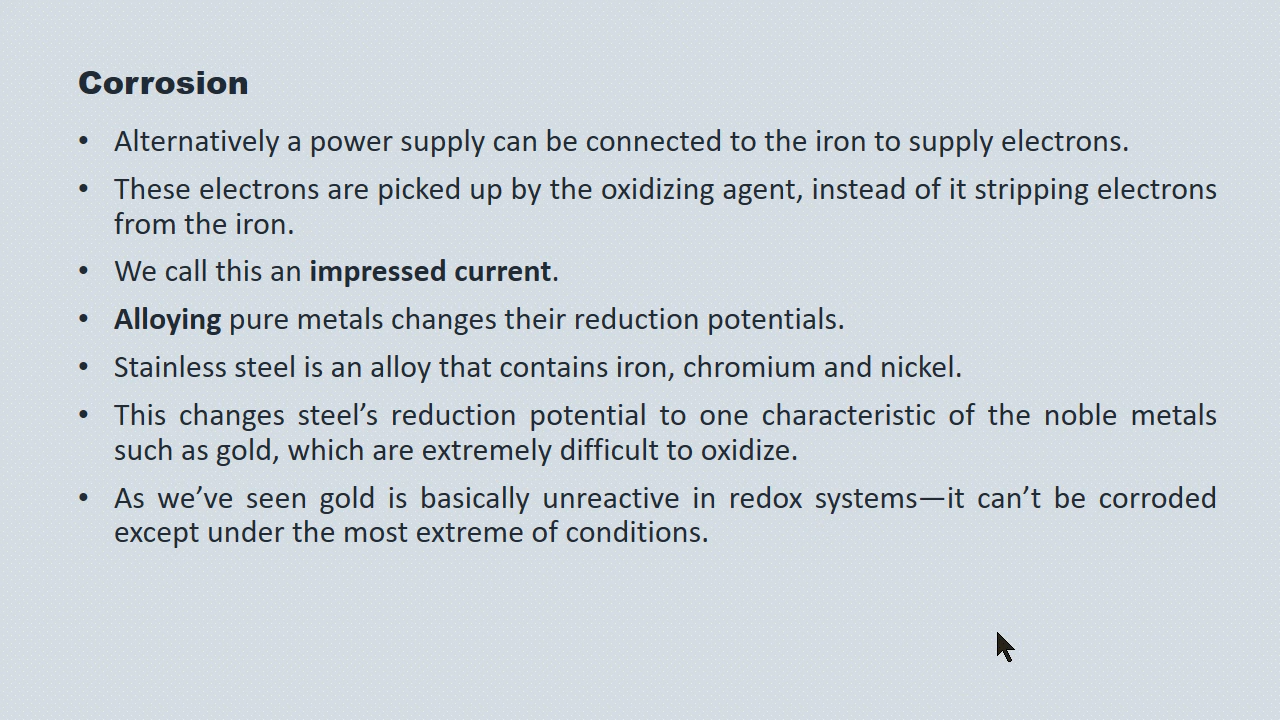 Corrosion
• Alternatively a power supply can be connected to the iron to supply electrons.
• These electrons are picked up by the oxidizing agent, instead of it stripping electrons
from the iron.
• We call this an impressed current.
• Alloying pure metals changes their reduction potentials.
• Stainless steel is an alloy that contains iron, chromium and nickel.
• This changes steel’s reduction potential to one characteristic of the noble metals
such as gold, which are extremely difficult to oxidize.
• As we’ve seen gold is basically unreactive in redox systems—it can’t be corroded
except under the most extreme of conditions.